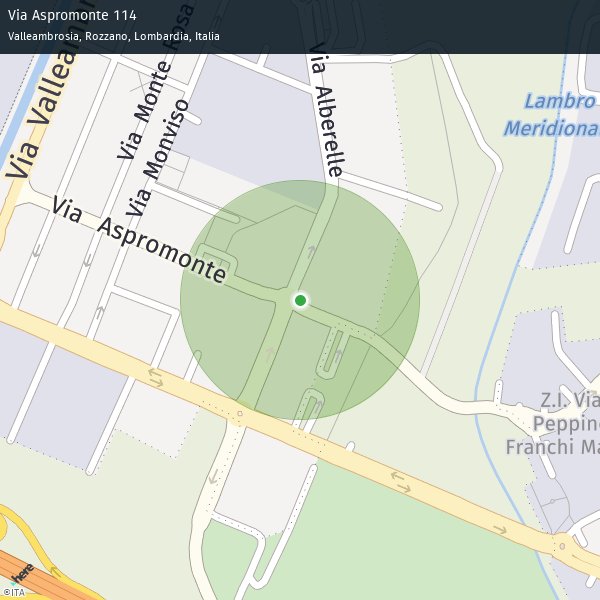 Via Aspromonte 114
Valleambrosia, Rozzano, Lombardia, Italia
Via Monte Rosa
Via Valleam
Via Monviso
Via Alberelle
Lambro
Meridiona
Via Aspromonte
Z.I. Via
Peppino
Franchi Ma
here
©ITA